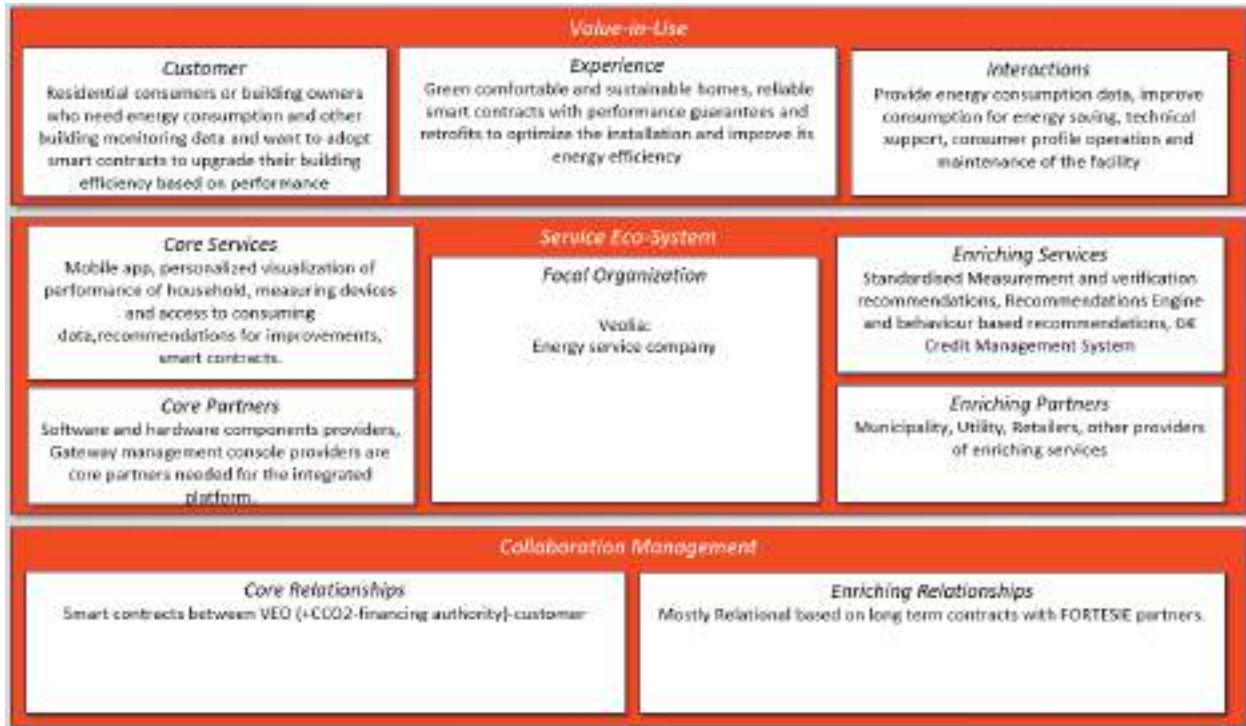 Value-in-Use
Customer
Residential consumers or building owners
who need energy consumption and other
building monitoring data and want to adopt
smart contracts to upgrade their building
efficiency based on performance
Experience
Green comfortable and sustainable homes, reliable
smart contracts with performance guarantees and
retrofits to optimize the installation and improve its
energy efficiency
Interactions
Provide energy consumption data, improve
consumption for energy saving, technical
support, consumer profile operation and
maintenance of the facility
Service Eco-System
Core Services
Mobile app, personalized visualization of
performance of household, measuring devices
and access to consuming
data,recommendations for improvements,
smart contracts.
Core Partners
Software and hardware components providers,
Gateway management console providers are
core partners needed for the integrated
platform.
Focal Organization
Veolia:
Energy service company
Enriching Services
Standardised Measurement and verification
recommendations, Recommendations Engine
and behaviour based recommendations,
Credit Management System
Enriching Partners
Municipality, Utility, Retailers, other providers
of enriching services
Collaboration Management
Core Relationships
Smart contracts between VEO (+CCO2-financing authority)-customer
Enriching Relationships
Mostly Relational based on long term contracts with FORTESIE partners.